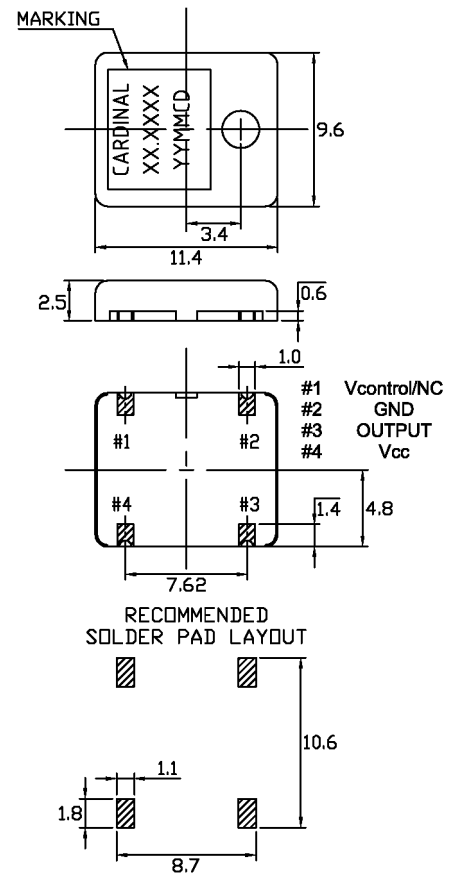 MARKING
CARDINAL
XX.XXXX
YYMMCD
9.6
3.4
11.4
2.5
0.6
1.0
#1 Vcontrol/NC
#2 GND
#3 OUTPUT
#4 Vcc
#1 #2
#4 #3
1.4
4.8
7.62
RECOMMENDED
SOLDER PAD LAYOUT
10.6
1.1
1.8
8.7